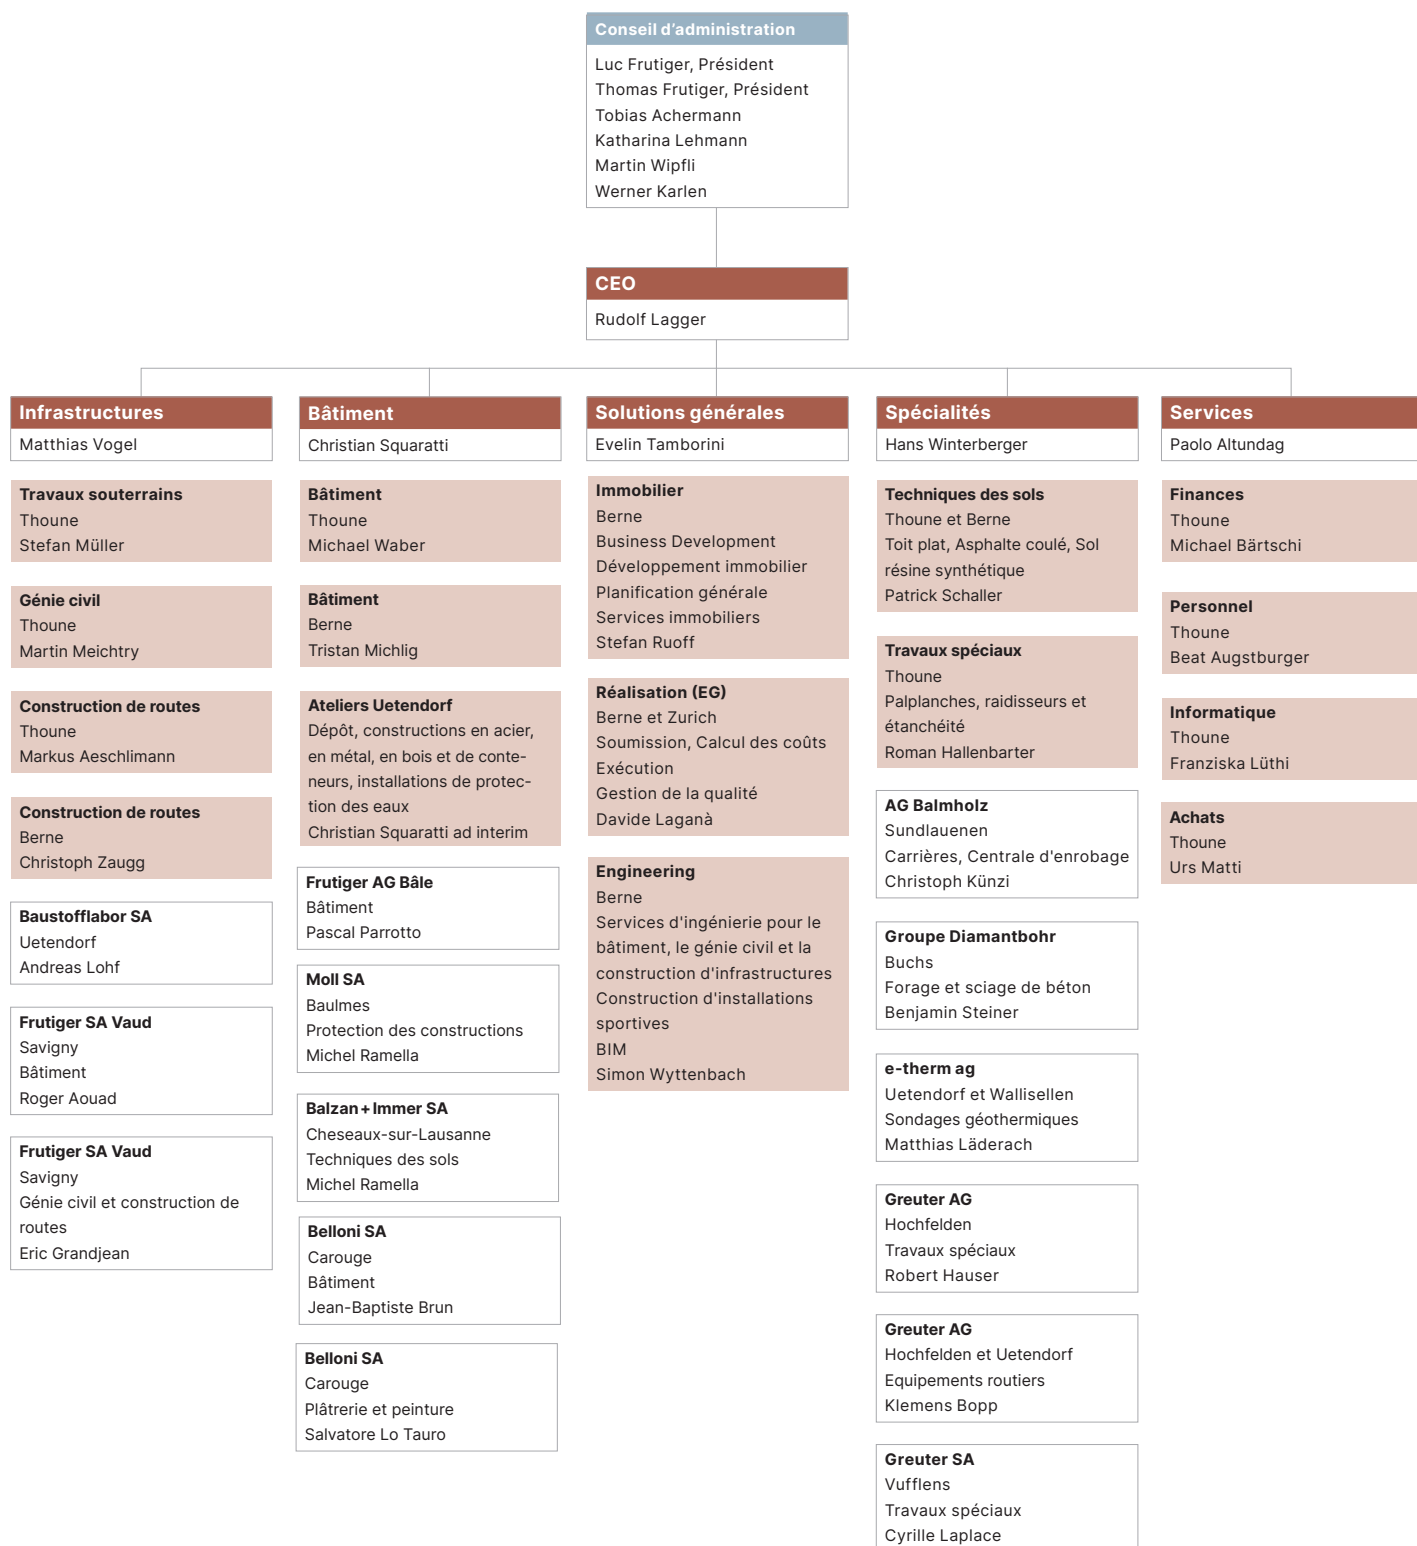 Conseil d’administration
Luc Frutiger, Président
Thomas Frutiger, Président
Tobias Achermann
Katharina Lehmann
Martin Wipfli
Werner Karlen
CEO
Rudolf Lagger
Infrastructures
Matthias Vogel
Travaux souterrains
Thoune
Stefan Müller
Génie civil
Thoune
Martin Meichtry
Construction de routes
Thoune
Markus Aeschlimann
Construction de routes
Berne
Christoph Zaugg
Baustofflabor SA
Uetendorf
Andreas Lohf
Frutiger SA Vaud
Savigny
Bâtiment
Roger Aouad
Frutiger SA Vaud
Savigny
Génie civil et construction de
routes
Eric Grandjean
Bâtiment
Christian Squaratti
Bâtiment
Thoune
Michael Waber
Bâtiment
Berne
Tristan Michlig
Ateliers Uetendorf
Dépôt, constructions en acier,
en métal, en bois et de conte-
neurs, installations de protec-
tion des eaux
Christian Squaratti ad interim
Frutiger AG Bâle
Bâtiment
Pascal Parrotto
Moll SA
Baulmes
Protection des constructions
Michel Ramella
Balzan+Immer SA
Cheseaux-sur-Lausanne
Techniques des sols
Michel Ramella
Belloni SA
Carouge
Bâtiment
Jean-Baptiste Brun
Belloni SA
Carouge
Plâtrerie et peinture
Salvatore Lo Tauro
Solutions générales
Evelin Tamborini
Immobilier
Berne
Business Development
Développement immobilier
Planification générale
Services immobiliers
Stefan Ruoff
Réalisation (EG)
Berne et Zurich
Soumission, Calcul des coûts
Exécution
Gestion de la qualité
Davide Laganà
Engineering
Berne
Services d'ingénierie pour le
bâtiment, le génie civil et la
construction d'infrastructures
Construction d'installations
sportives
BIM
Simon Wyttenbach
Spécialités
Hans Winterberger
Techniques des sols
Thoune et Berne
Toit plat, Asphalte coulé, Sol
résine synthétique
Patrick Schaller
Travaux spéciaux
Thoune
Palplanches, raidisseurs et
étanchéité
Roman Hallenbarter
AG Balmholz
Sundlauenen
Carrières, Centrale d'enrobage
Christoph Künzi
Groupe Diamantbohr
Buchs
Forage et sciage de béton
Benjamin Steiner
e-therm ag
Uetendorf et Wallisellen
Sondages géothermiques
Matthias Läderach
Greuter AG
Hochfelden
Travaux spéciaux
Robert Hauser
Greuter AG
Hochfelden et Uetendorf
Equipements routiers
Klemens Bopp
Greuter SA
Vufflens
Travaux spéciaux
Cyrille Laplace
Services
Paolo Altundag
Finances
Thoune
Michael Bärtschi
Personnel
Thoune
Beat Augstburger
Informatique
Thoune
Franziska Lüthi
Achats
Thoune
Urs Matti